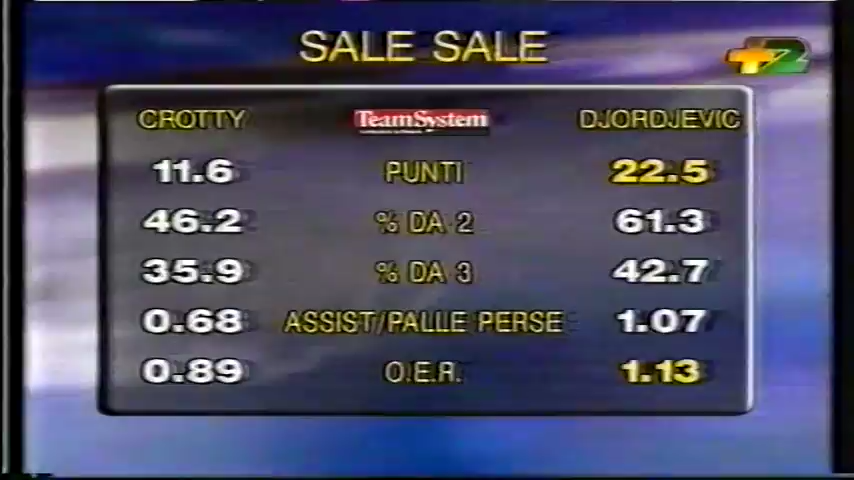 SALE SALE
+2
CROTTY TeamSystem DJORDJEVIC
11.6 PUNTI 22.5
46.2 % DA 2 61.3
35.9 % DA 3 42.7
0.68 ASSIST/PALLE PERSE 1.07
0.89 O.E.R. 1.13